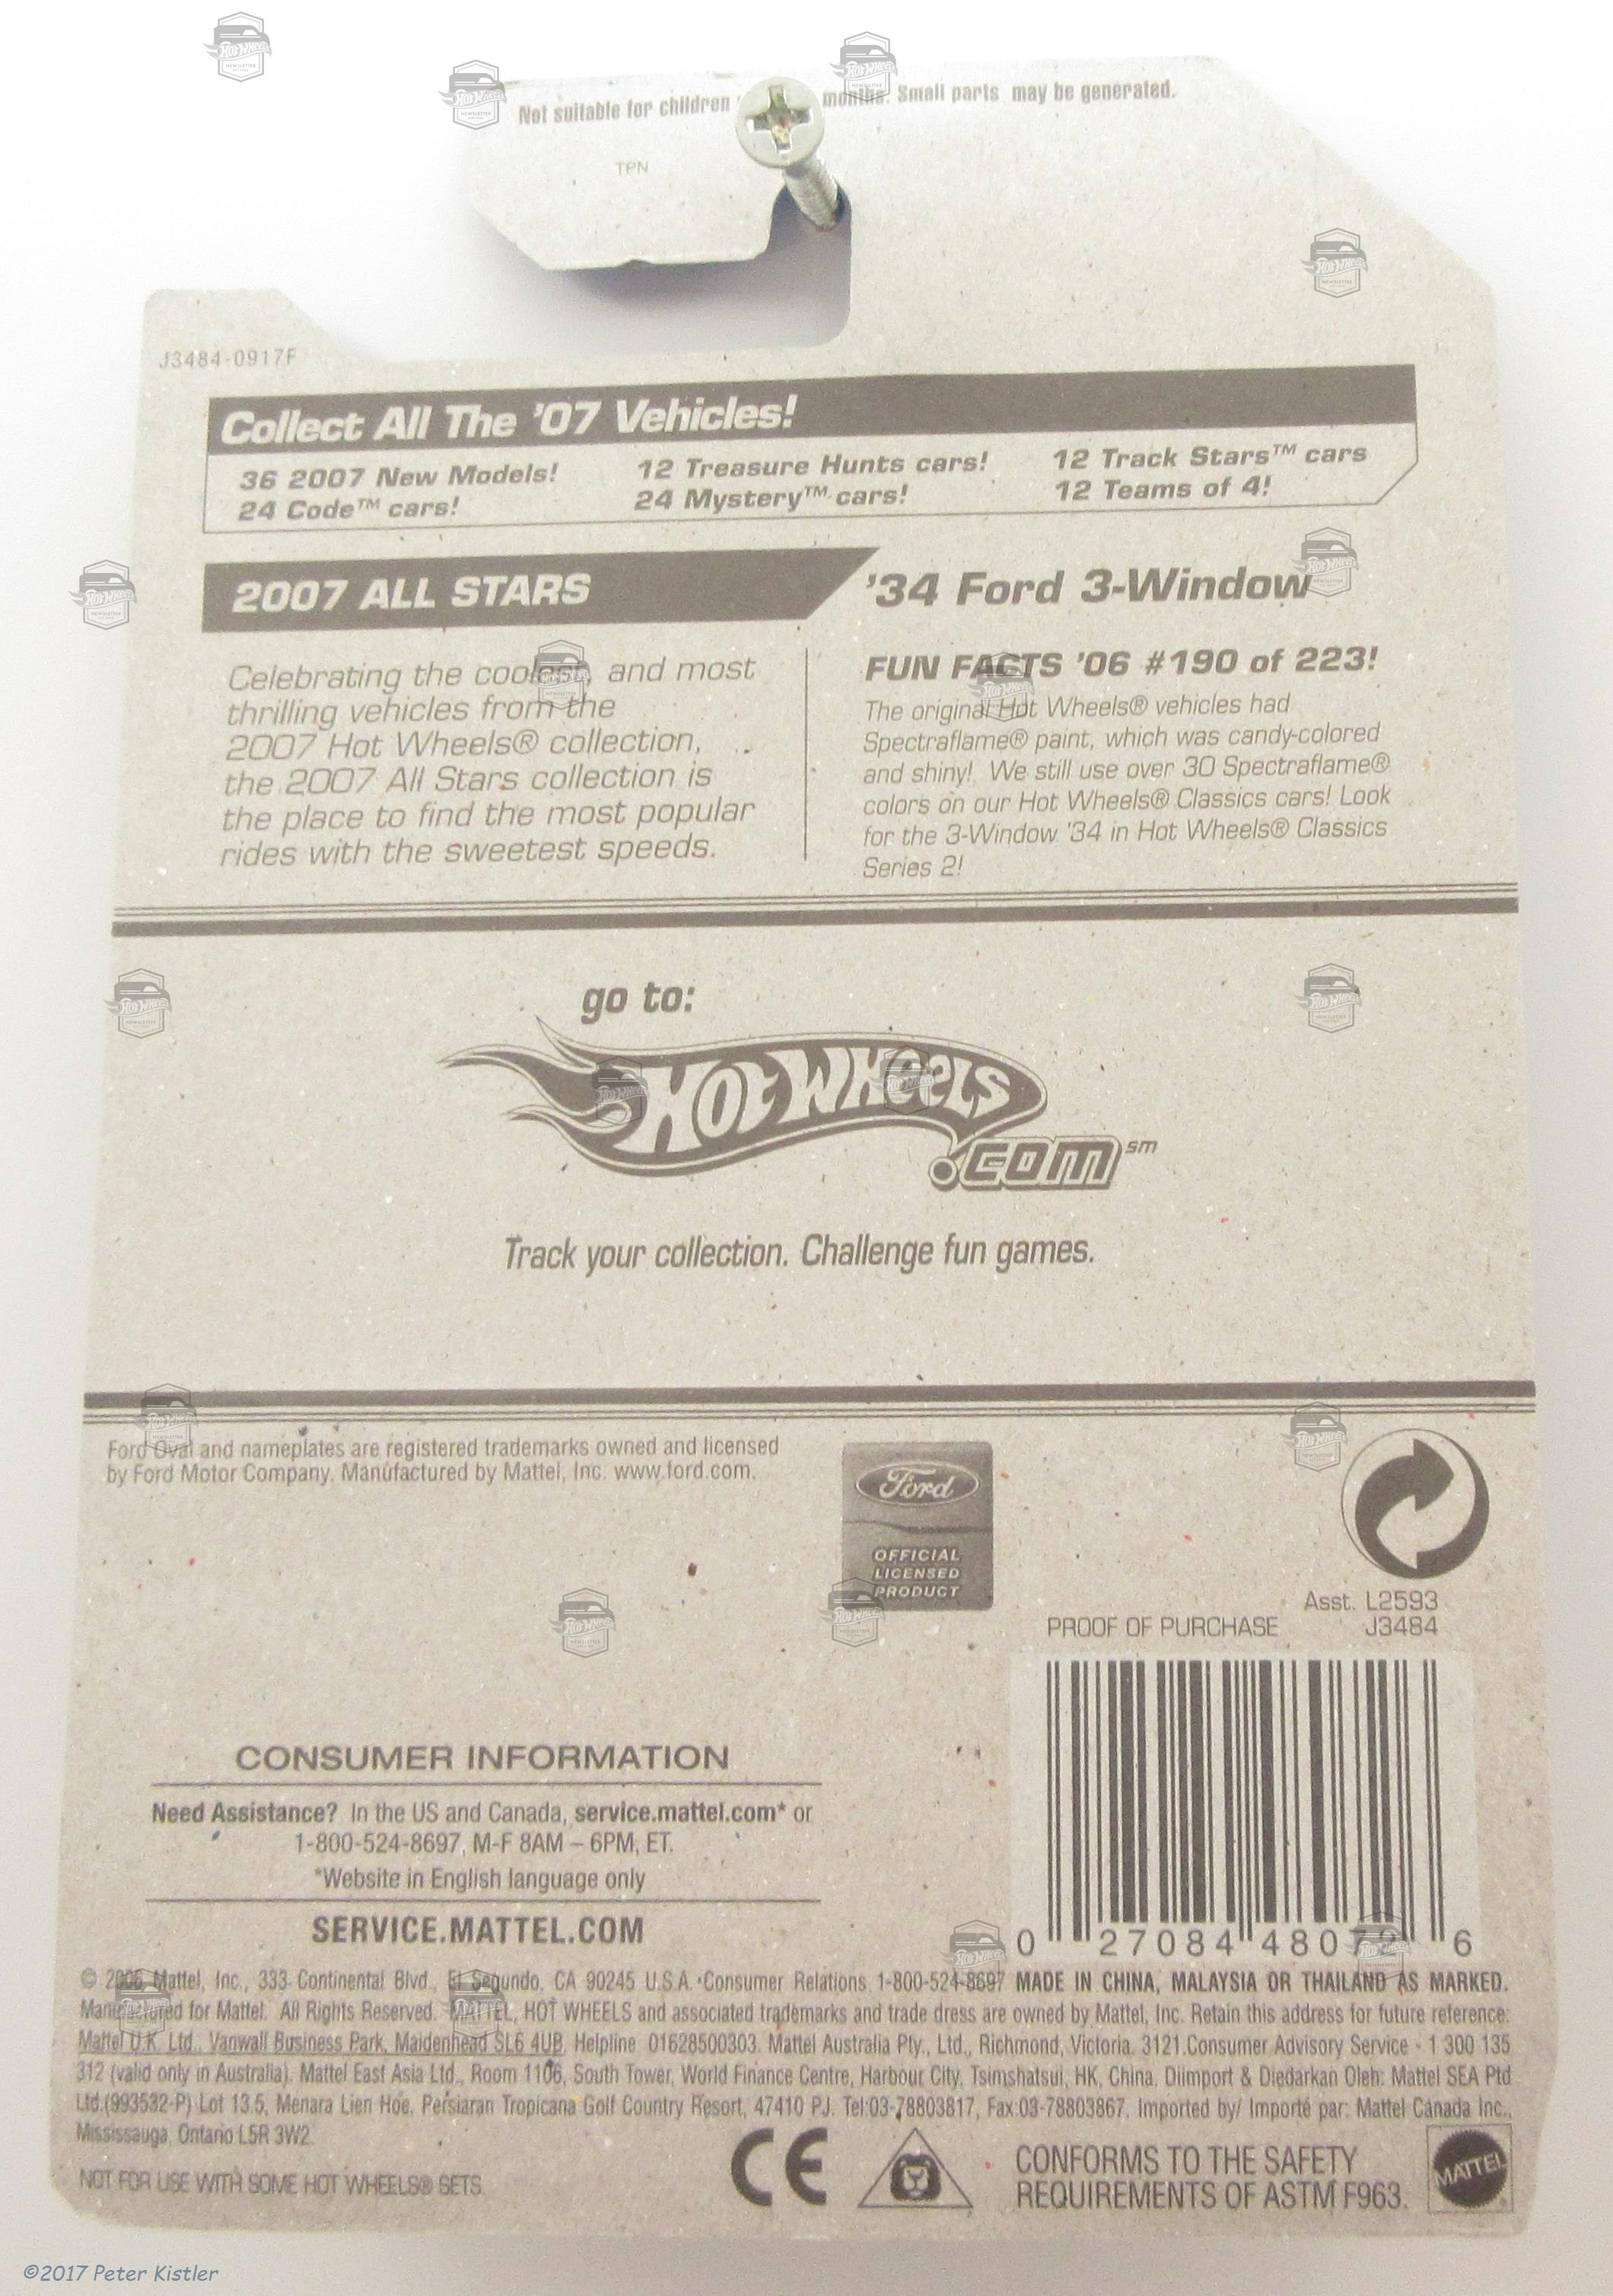 Not suitable for children months. Small parts may be generated.
TPN
J3484-0917F
Collect All The '07 Vehicles!
36 2007 New Models! 12 Treasure Hunts cars! 12 Track Stars™ cars
24 Code™ cars! 24 Mystery™ cars! 12 Teams of 4!
2007 ALL STARS
Celebrating the coolest, and most
thrilling vehicles from the
2007 Hot Wheels® collection,
the 2007 All Stars collection is
the place to find the most popular
rides with the sweetest speeds.
'34 Ford 3-Window
FUN FACTS '06 #190 of 223!
The original Hot Wheels® vehicles had
Spectraflame® paint, which was candy-colored
and shiny! We still use over 30 Spectraflame®
colors on our Hot Wheels® Classics cars! Look
for the 3-Window '34 in Hot Wheels® Classics
Series 2!
go to:
HOT WHEELS
.COM sm
Track your collection. Challenge fun games.
Ford Oval and nameplates are registered trademarks owned and licensed
by Ford Motor Company. Manufactured by Mattel, Inc. www.ford.com.
Ford
OFFICIAL
LICENSED
PRODUCT
Asst. L2593
PROOF OF PURCHASE J3484
0 27084 48072 6
CONSUMER INFORMATION
Need Assistance? In the US and Canada, service.mattel.com* or
1-800-524-8697, M-F 8AM – 6PM, ET.
*Website in English language only
SERVICE.MATTEL.COM
© 2006 Mattel, Inc., 333 Continental Blvd., El Segundo, CA 90245 U.S.A. Consumer Relations 1-800-524-8697 MADE IN CHINA, MALAYSIA OR THAILAND AS MARKED.
Manufactured for Mattel. All Rights Reserved. MATTEL, HOT WHEELS and associated trademarks and trade dress are owned by Mattel, Inc. Retain this address for future reference:
Mattel U.K. Ltd., Vanwall Business Park, Maidenhead SL6 4UB. Helpline 01628500303. Mattel Australia Pty., Ltd., Richmond, Victoria. 3121.Consumer Advisory Service - 1 300 135
312 (valid only in Australia). Mattel East Asia Ltd., Room 1106, South Tower, World Finance Centre, Harbour City, Tsimshatsui, HK, China. Diimport & Diedarkan Oleh: Mattel SEA Ptd
Ltd.(993532-P) Lot 13.5, Menara Lien Hoe, Persiaran Tropicana Golf Country Resort, 47410 PJ. Tel:03-78803817, Fax:03-78803867. Imported by/ Importé par: Mattel Canada Inc.,
Mississauga, Ontario L5R 3W2.
NOT FOR USE WITH SOME HOT WHEELS® SETS.
CE
CONFORMS TO THE SAFETY
REQUIREMENTS OF ASTM F963.
MATTEL
©2017 Peter Kistler